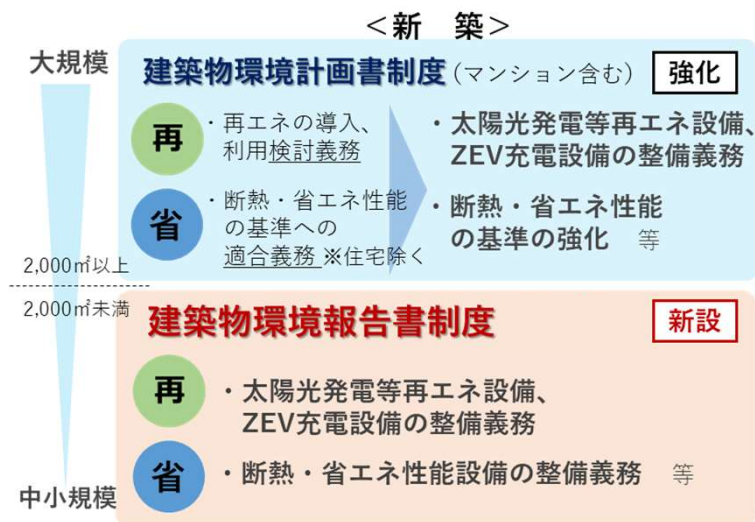 ＜新　築＞
大規模
建築物環境計画書制度（マンション含む）
強化
再
・再エネの導入、
利用検討義務
省
・断熱・省エネ性能
の基準への
適合義務 ※住宅除く
・太陽光発電等再エネ設備、
ZEV充電設備の整備義務
・断熱・省エネ性能
の基準の強化　等
2,000㎡以上
2,000㎡未満
建築物環境報告書制度
新設
再
・太陽光発電等再エネ設備、
ZEV充電設備の整備義務
省
・断熱・省エネ性能設備の整備義務　等
中小規模